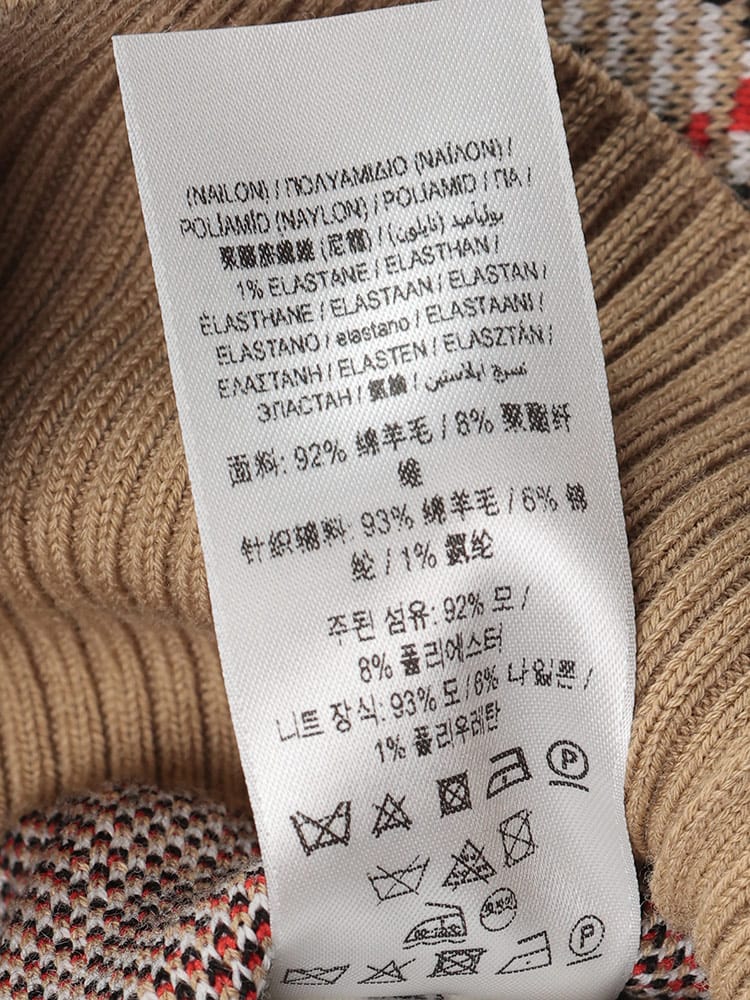 (NAILON) / ΠΟΛΥΑΜΙΔΙΟ (ΝΑΪΛΟΝ) /
POLİAMİD (NAYLON) / POLIAMID / ПА /
聚醯胺纖維 (尼龍) / بولياميد (نايلون) /
1% ELASTANE / ELASTHAN /
ÉLASTHANE / ELASTAAN / ELASTAN /
ELASTANO / elastano / ELASTAANI /
ΕΛΑΣΤΑΝΗ / ELASTEN / ELASZTÁN /
ЭЛАСТАН / 氨綸 / نسيج ايلاستين
面料: 92% 绵羊毛 / 8% 聚酯纤
维
针织辅料: 93% 绵羊毛 / 6% 锦
纶 / 1% 氨纶
주된 섬유: 92% 모 /
8% 폴리에스터
니트 장식: 93% 모 / 6% 나일론 /
1% 폴리우레탄
P
P